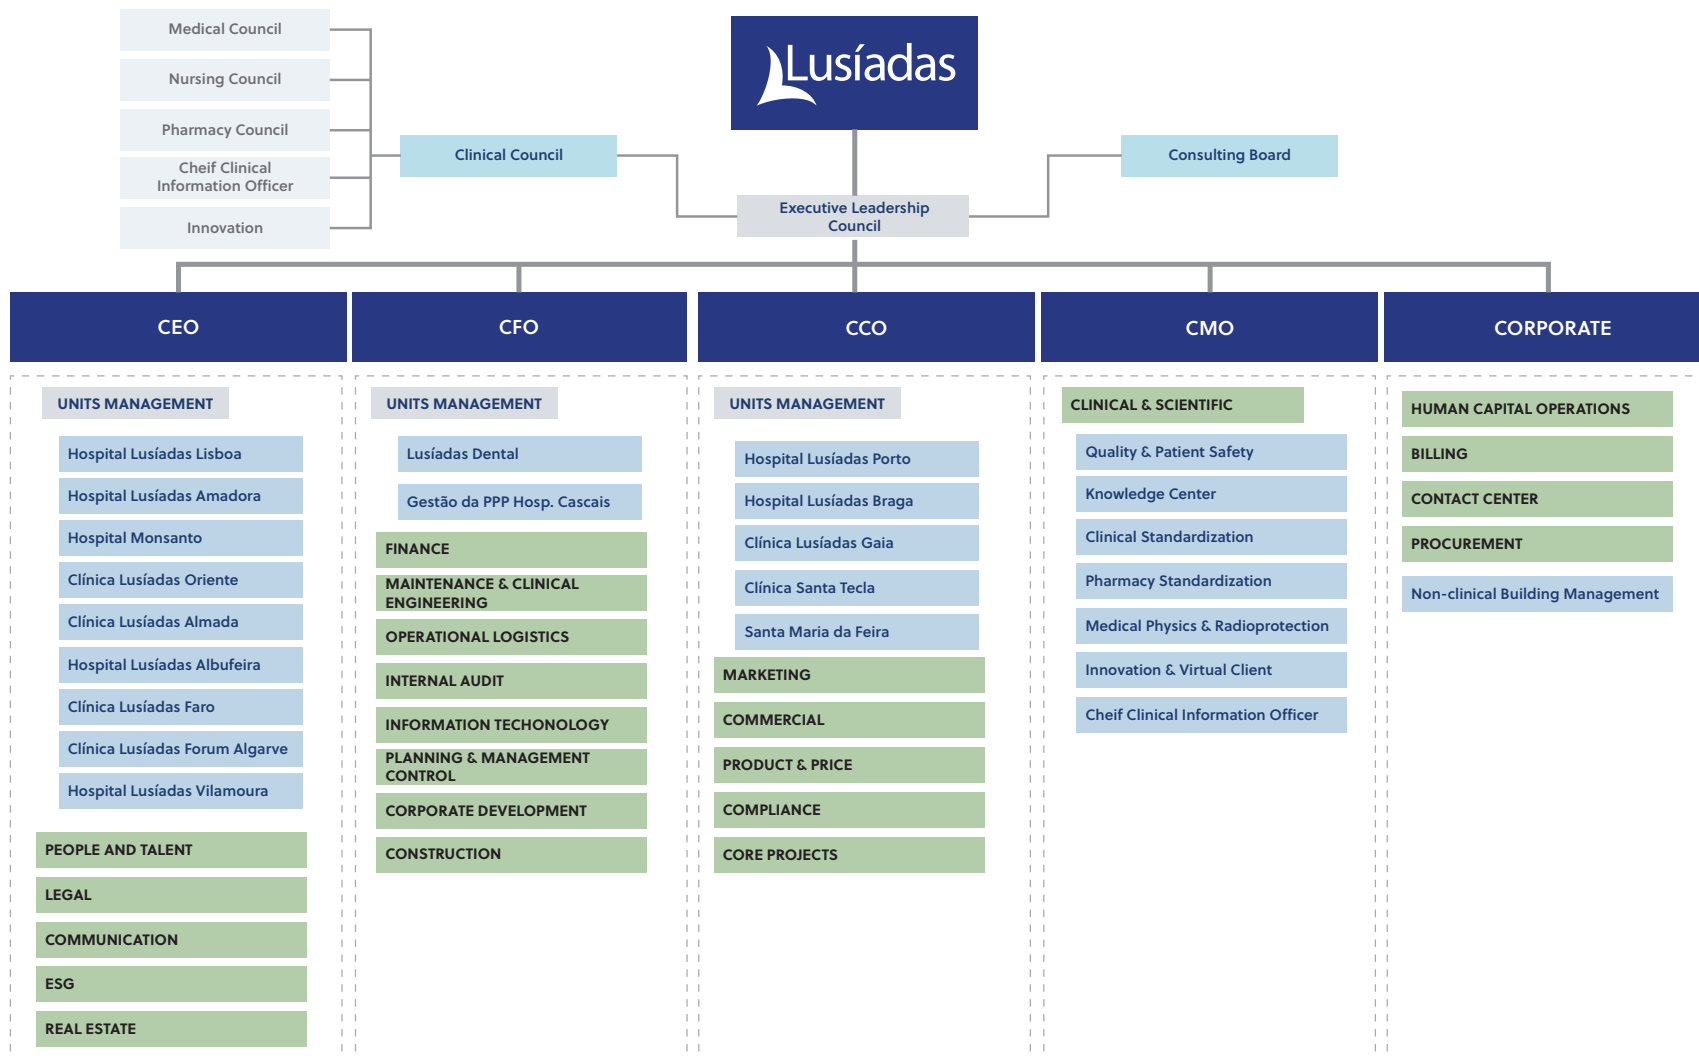 Medical Council
Nursing Council
Pharmacy Council
Cheif Clinical
Information Officer
Innovation
Clinical Council
Lusíadas
Consulting Board
Executive Leadership
Council
CEO
UNITS MANAGEMENT
Hospital Lusíadas Lisboa
Hospital Lusíadas Amadora
Hospital Monsanto
Clínica Lusíadas Oriente
Clínica Lusíadas Almada
Hospital Lusíadas Albufeira
Clínica Lusíadas Faro
Clínica Lusíadas Forum Algarve
Hospital Lusíadas Vilamoura
PEOPLE AND TALENT
LEGAL
COMMUNICATION
ESG
REAL ESTATE
CFO
UNITS MANAGEMENT
Lusíadas Dental
Gestão da PPP Hosp. Cascais
FINANCE
MAINTENANCE & CLINICAL
ENGINEERING
OPERATIONAL LOGISTICS
INTERNAL AUDIT
INFORMATION TECHONOLOGY
PLANNING & MANAGEMENT
CONTROL
CORPORATE DEVELOPMENT
CONSTRUCTION
CCO
UNITS MANAGEMENT
Hospital Lusíadas Porto
Hospital Lusíadas Braga
Clínica Lusíadas Gaia
Clínica Santa Tecla
Santa Maria da Feira
MARKETING
COMMERCIAL
PRODUCT & PRICE
COMPLIANCE
CORE PROJECTS
CMO
CLINICAL & SCIENTIFIC
Quality & Patient Safety
Knowledge Center
Clinical Standardization
Pharmacy Standardization
Medical Physics & Radioprotection
Innovation & Virtual Client
Cheif Clinical Information Officer
CORPORATE
HUMAN CAPITAL OPERATIONS
BILLING
CONTACT CENTER
PROCUREMENT
Non-clinical Building Management